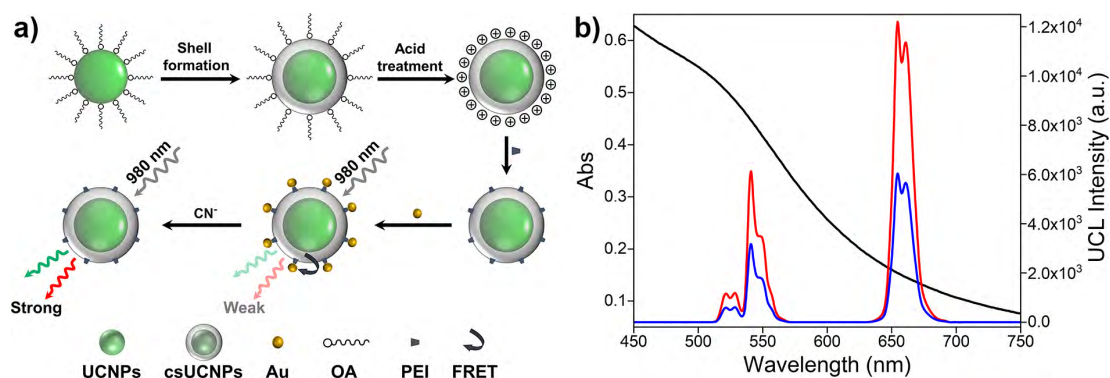 a)
Shell
formation
Acid
treatment
980 nm
980 nm
CN⁻
Strong
Weak
UCNPs
csUCNPs
Au
OA
PEI
FRET
b)
Abs
0.6
0.5
0.4
0.3
0.2
0.1
450
500
550
600
650
700
750
Wavelength (nm)
1.2x10⁴
1.0x10⁴
8.0x10³
6.0x10³
4.0x10³
2.0x10³
0.0
UCL Intensity (a.u.)